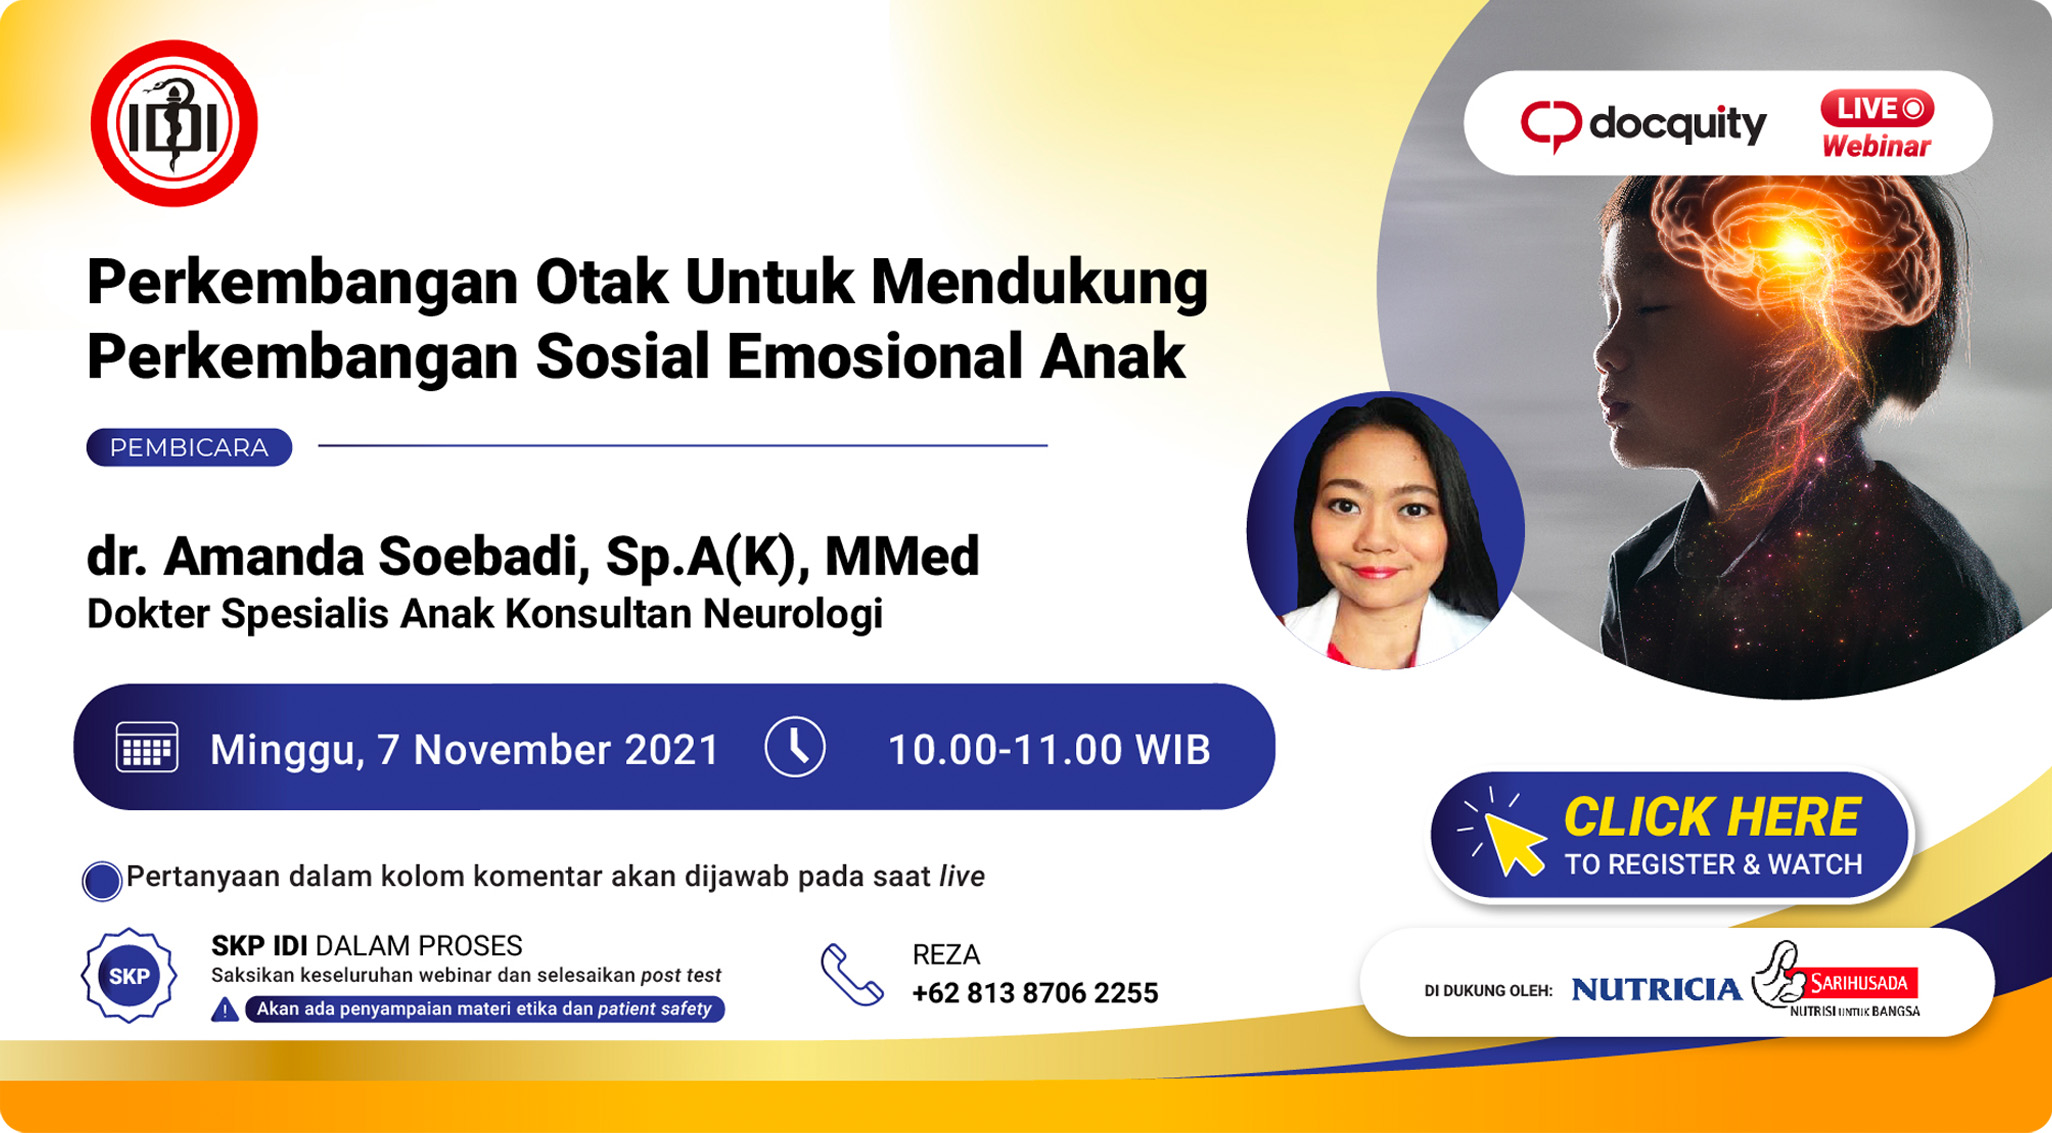 IDI
docquity
LIVE
Webinar
Perkembangan Otak Untuk Mendukung
Perkembangan Sosial Emosional Anak
PEMBICARA
dr. Amanda Soebadi, Sp.A(K), MMed
Dokter Spesialis Anak Konsultan Neurologi
Minggu, 7 November 2021
10.00-11.00 WIB
Pertanyaan dalam kolom komentar akan dijawab pada saat live
SKP
SKP IDI DALAM PROSES
Saksikan keseluruhan webinar dan selesaikan post test
! Akan ada penyampaian materi etika dan patient safety
REZA
+62 813 8706 2255
CLICK HERE
TO REGISTER & WATCH
DI DUKUNG OLEH:
NUTRICIA
SARIHUSADA
NUTRISI UNTUK BANGSA